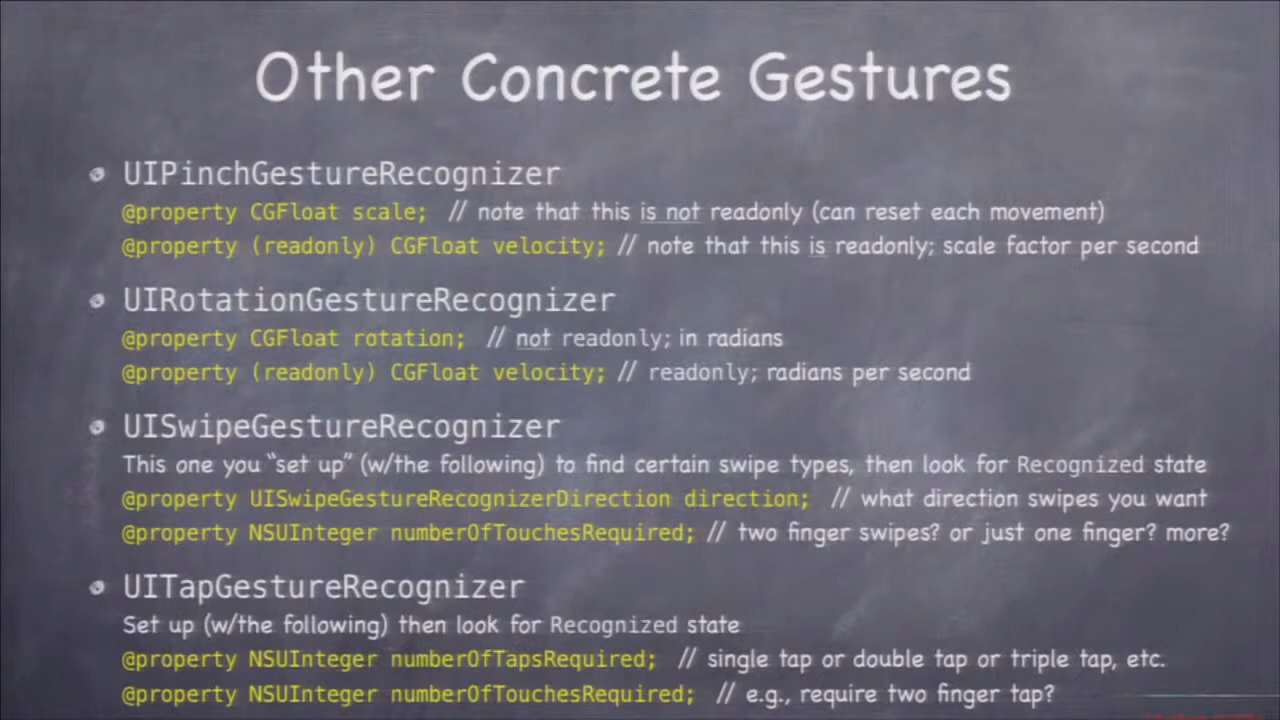 Other Concrete Gestures
UIPinchGestureRecognizer
@property CGFloat scale; // note that this is not readonly (can reset each movement)
@property (readonly) CGFloat velocity; // note that this is readonly; scale factor per second
UIRotationGestureRecognizer
@property CGFloat rotation; // not readonly; in radians
@property (readonly) CGFloat velocity; // readonly; radians per second
UISwipeGestureRecognizer
This one you “set up” (w/the following) to find certain swipe types, then look for Recognized state
@property UISwipeGestureRecognizerDirection direction; // what direction swipes you want
@property NSUInteger numberOfTouchesRequired; // two finger swipes? or just one finger? more?
UITapGestureRecognizer
Set up (w/the following) then look for Recognized state
@property NSUInteger numberOfTapsRequired; // single tap or double tap or triple tap, etc.
@property NSUInteger numberOfTouchesRequired; // e.g., require two finger tap?